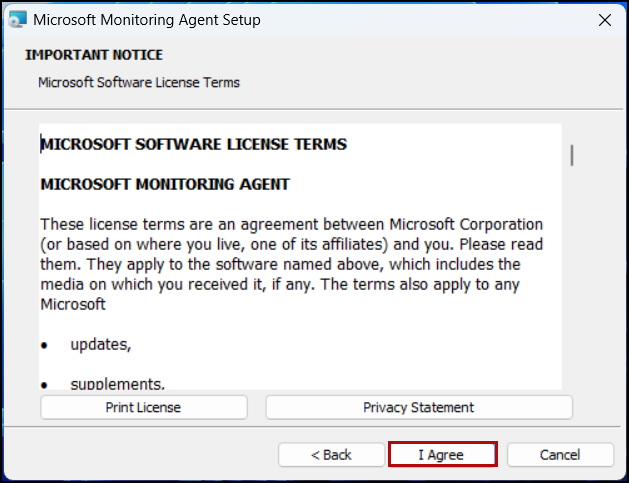 Microsoft Monitoring Agent Setup
IMPORTANT NOTICE
Microsoft Software License Terms
MICROSOFT SOFTWARE LICENSE TERMS
MICROSOFT MONITORING AGENT
These license terms are an agreement between Microsoft Corporation
(or based on where you live, one of its affiliates) and you. Please read
them. They apply to the software named above, which includes the
media on which you received it, if any. The terms also apply to any
Microsoft
• updates,
• supplements,
Print License
Privacy Statement
< Back
I Agree
Cancel